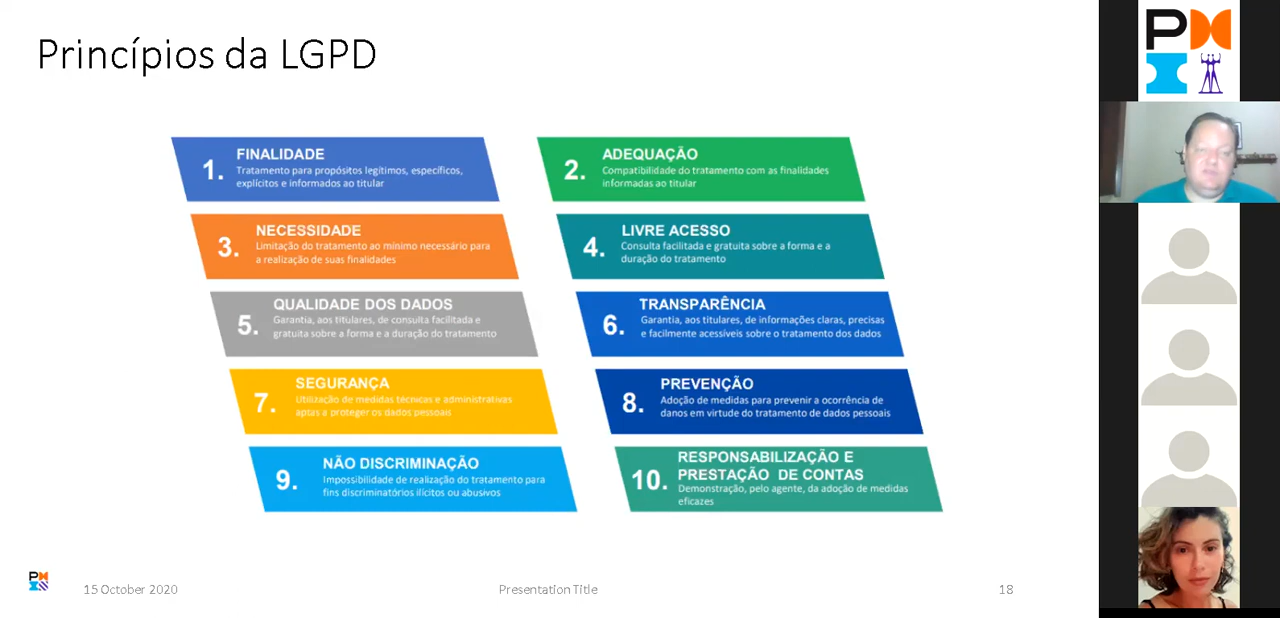 Princípios da LGPD
1. FINALIDADE
Tratamento para propósitos legítimos, específicos,
explícitos e informados ao titular
2. ADEQUAÇÃO
Compatibilidade do tratamento com as finalidades
informadas ao titular
3. NECESSIDADE
Limitação do tratamento ao mínimo necessário para
a realização de suas finalidades
4. LIVRE ACESSO
Consulta facilitada e gratuita sobre a forma e a
duração do tratamento
5. QUALIDADE DOS DADOS
Garantia, aos titulares, de consulta facilitada e
gratuita sobre a forma e a duração do tratamento
6. TRANSPARÊNCIA
Garantia, aos titulares, de informações claras, precisas
e facilmente acessíveis sobre o tratamento dos dados
7. SEGURANÇA
Utilização de medidas técnicas e administrativas
aptas a proteger os dados pessoais
8. PREVENÇÃO
Adoção de medidas para prevenir a ocorrência de
danos em virtude do tratamento de dados pessoais
9. NÃO DISCRIMINAÇÃO
Impossibilidade de realização do tratamento para
fins discriminatórios ilícitos ou abusivos
10. RESPONSABILIZAÇÃO E
PRESTAÇÃO DE CONTAS
Demonstração, pelo agente, da adoção de medidas
eficazes
15 October 2020
Presentation Title
18